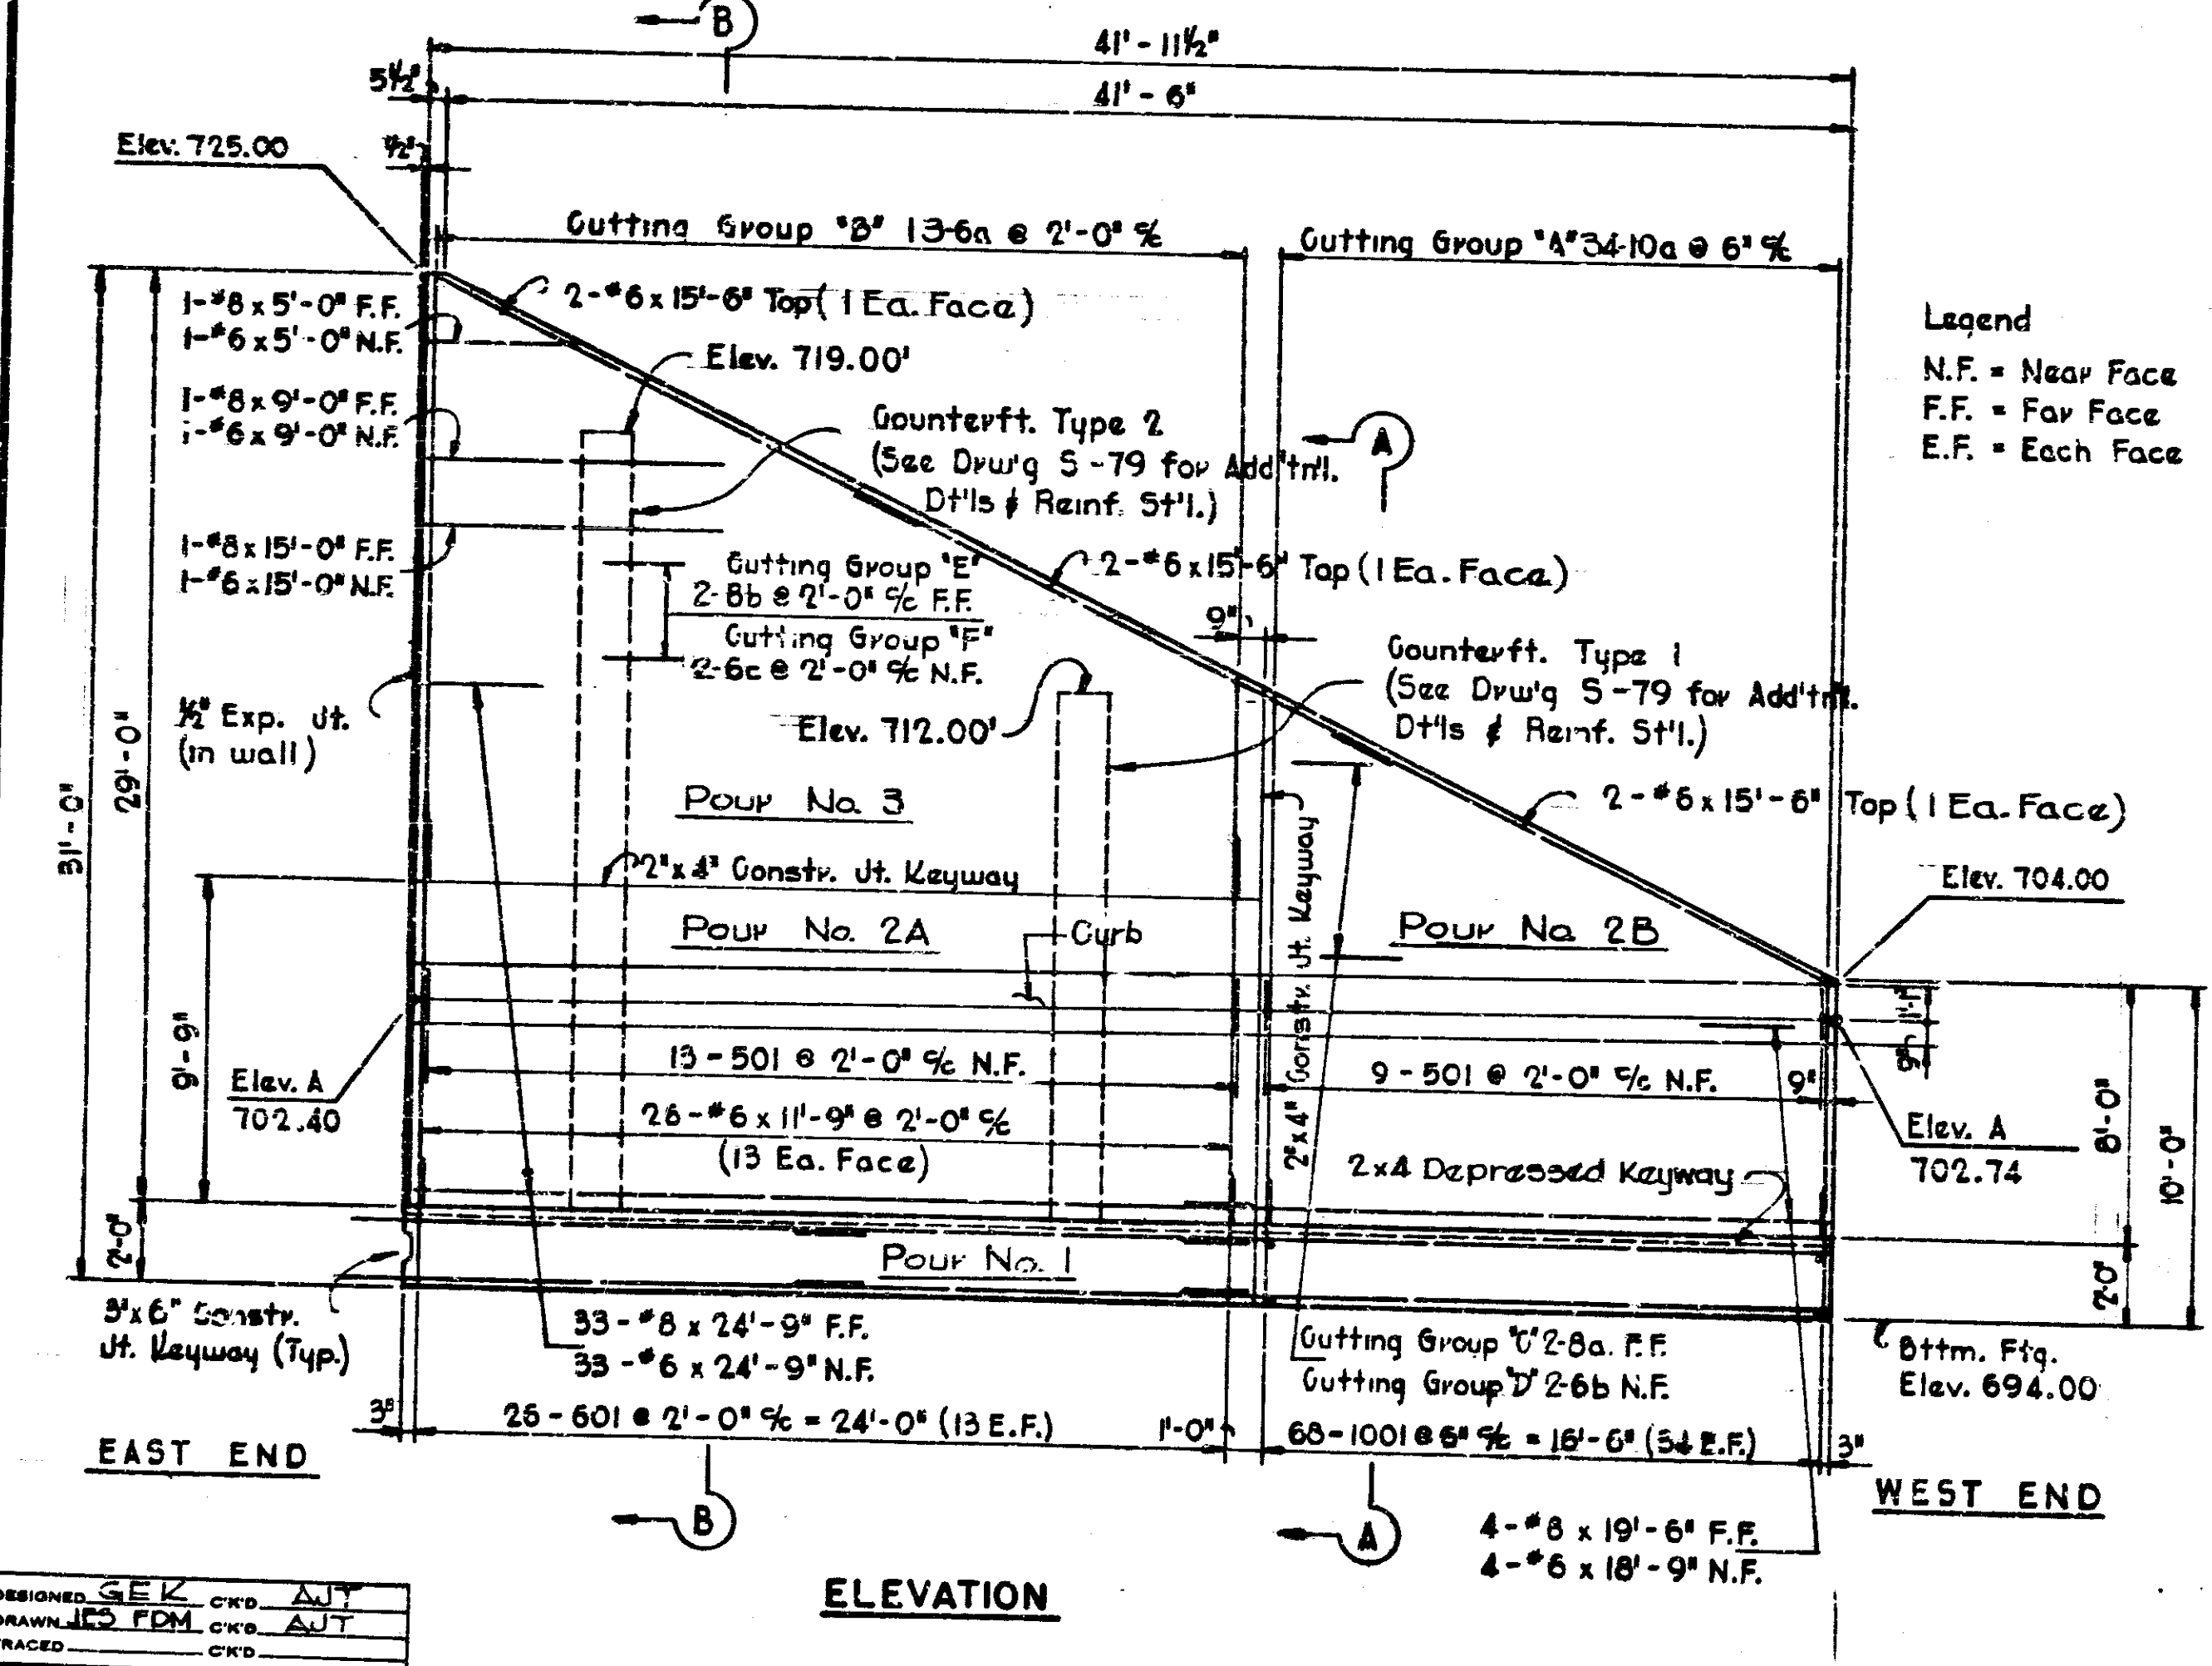 B
41'-11½"
5½"
41'-6"
Elev. 725.00
½"
Cutting Group "B" 13-6a @ 2'-0" c/c
Cutting Group "A" 34-10a @ 6" c/c
1-#8 x 5'-0" F.F.
1-#6 x 5'-0" N.F.
2-#6 x 15'-6" Top (1 Ea. Face)
Legend
N.F. = Near Face
F.F. = Far Face
E.F. = Each Face
Elev. 719.00'
1-#8 x 9'-0" F.F.
1-#6 x 9'-0" N.F.
Counterft. Type 2
(See Drw'g S-79 for Add'tn'l.
Dt'ls & Reinf. St'l.)
A
1-#8 x 15'-0" F.F.
1-#6 x 15'-0" N.F.
Cutting Group "E"
2-8b @ 2'-0" c/c F.F.
Cutting Group "F"
2-6c @ 2'-0" c/c N.F.
2-#6 x 15'-6" Top (1 Ea. Face)
9"
Counterft. Type 1
(See Drw'g S-79 for Add'tn'l.
Dt'ls & Reinf. St'l.)
½" Exp. Jt.
(in wall)
Elev. 712.00'
31'-0"
29'-0"
Pour No. 3
2-#6 x 15'-6" Top (1 Ea. Face)
2"x4" Constr. Jt. Keyway
2"x4" Constr. Jt. Keyway
Elev. 704.00
Pour No. 2A
Curb
Pour No. 2B
9'-9"
1'-1"
9"
Elev. A
702.40
13-501 @ 2'-0" c/c N.F.
9-501 @ 2'-0" c/c N.F.
9"
26-#6 x 11'-9" @ 2'-0" c/c
(13 Ea. Face)
Elev. A
702.74
8'-0"
10'-0"
2x4 Depressed Keyway
2'-0"
Pour No. 1
2'0"
3"x6" Constr.
Jt. Keyway (Typ.)
33-#8 x 24'-9" F.F.
33-#6 x 24'-9" N.F.
Cutting Group "C" 2-8a. F.F.
Cutting Group "D" 2-6b N.F.
Bttm. Ftg.
Elev. 694.00
3"
26-601 @ 2'-0" c/c = 24'-0" (13 E.F.)
1'-0"
68-1001 @ 6" c/c = 16'-6" (34 E.F.)
3"
EAST END
WEST END
B
A
4-#8 x 19'-6" F.F.
4-#6 x 18'-9" N.F.
ELEVATION
DESIGNED GEK C'K'D AJT
DRAWN JES FDM C'K'D AJT
TRACED C'K'D